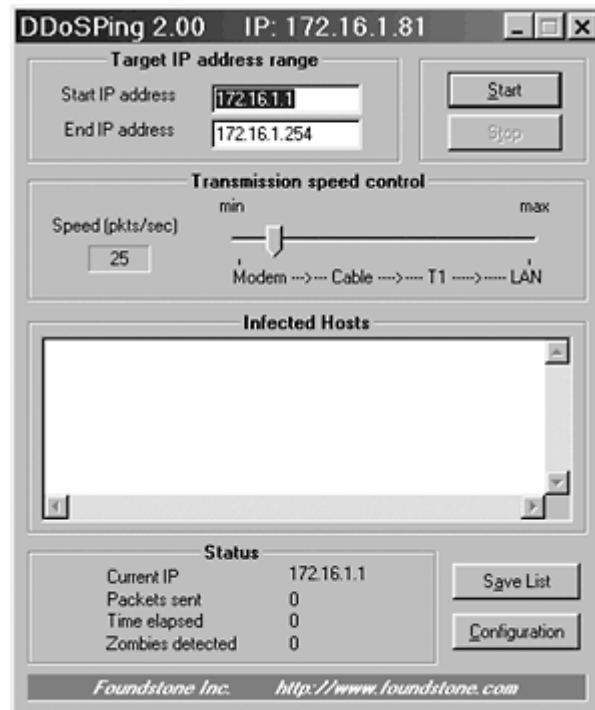 DDoSPing 2.00 IP: 172.16.1.81
Target IP address range
Start IP address 172.16.1.1
End IP address 172.16.1.254
Start
Stop
Transmission speed control
Speed (pkts/sec)
25
min max
Modem --->--- Cable --->---- T1 ---->----- LAN
Infected Hosts
Status
Current IP 172.16.1.1
Packets sent 0
Time elapsed 0
Zombies detected 0
Save List
Configuration
Foundstone Inc. http://www.foundstone.com